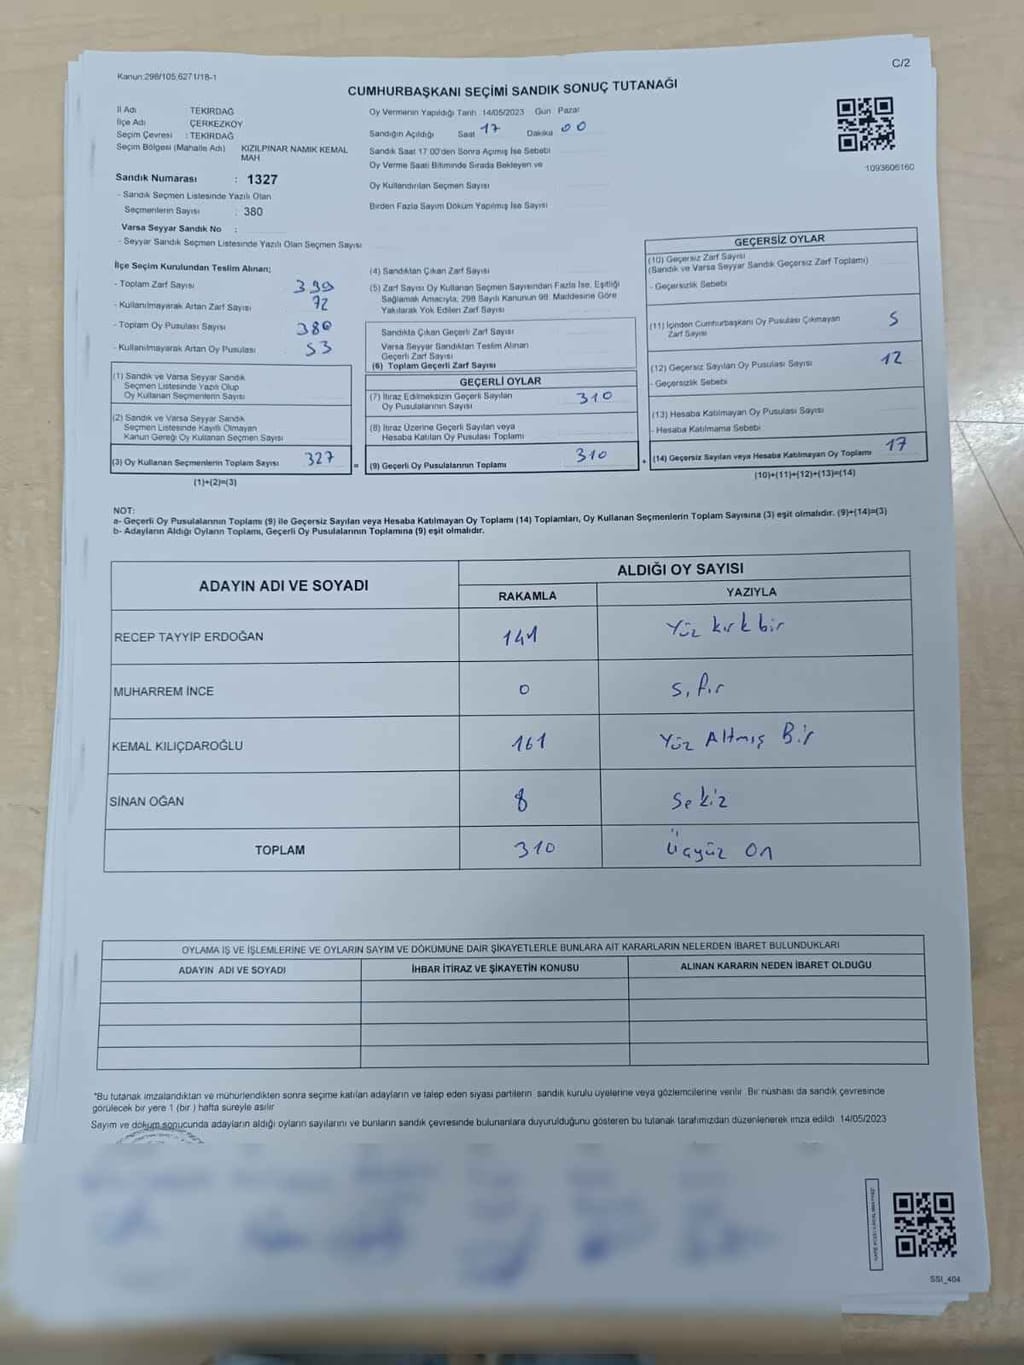 Kanun:298/105,6271/18-1
C/2
CUMHURBAŞKANI SEÇİMİ SANDIK SONUÇ TUTANAĞI
İl Adı TEKİRDAĞ
İlçe Adı ÇERKEZKÖY
Seçim Çevresi : TEKİRDAĞ
Seçim Bölgesi (Mahalle Adı) KIZILPINAR NAMIK KEMAL
MAH
Sandık Numarası : 1327
- Sandık Seçmen Listesinde Yazılı Olan
Seçmenlerin Sayısı : 380
Varsa Seyyar Sandık No :
- Seyyar Sandık Seçmen Listesinde Yazılı Olan Seçmen Sayısı
Oy Vermenin Yapıldığı Tarih 14/05/2023 Gün Pazar
Sandığın Açıldığı Saat 17 Dakika 00
Sandık Saat 17:00'den Sonra Açımış İse Sebebi
Oy Verme Saati Bitiminde Sırada Bekleyen ve
Oy Kullandırılan Seçmen Sayısı
Birden Fazla Sayım Döküm Yapılmış İse Sayısı
1093606160
İlçe Seçim Kurulundan Teslim Alınan;
- Toplam Zarf Sayısı 399
- Kullanılmayarak Artan Zarf Sayısı 72
- Toplam Oy Pusulası Sayısı 380
- Kullanılmayarak Artan Oy Pusulası 53
(1) Sandık ve Varsa Seyyar Sandık
Seçmen Listesinde Yazılı Olup
Oy Kullanan Seçmenlerin Sayısı
(2) Sandık ve Varsa Seyyar Sandık
Seçmen Listesinde Kayıtlı Olmayan
Kanun Gereği Oy Kullanan Seçmen Sayısı
(3) Oy Kullanan Seçmenlerin Toplam Sayısı 327
(1)+(2)=(3)
=
(4) Sandıktan Çıkan Zarf Sayısı
(5) Zarf Sayısı Oy Kullanan Seçmen Sayısından Fazla İse, Eşitliği
Sağlamak Amacıyla, 298 Sayılı Kanunun 98. Maddesine Göre
Yakılarak Yok Edilen Zarf Sayısı
Sandıkta Çıkan Geçerli Zarf Sayısı
Varsa Seyyar Sandıktan Teslim Alınan
Geçerli Zarf Sayısı
(6) Toplam Geçerli Zarf Sayısı
GEÇERLİ OYLAR
(7) İtiraz Edilmeksizin Geçerli Sayılan
Oy Pusulalarının Sayısı 310
(8) İtiraz Üzerine Geçerli Sayılan veya
Hesaba Katılan Oy Pusulaları Toplamı
(9) Geçerli Oy Pusulalarının Toplamı 310
+
GEÇERSİZ OYLAR
(10) Geçersiz Zarf Sayısı
(Sandık ve Varsa Seyyar Sandık Geçersiz Zarf Toplamı)
- Geçersizlik Sebebi
(11) İçinden Cumhurbaşkanı Oy Pusulası Çıkmayan
Zarf Sayısı 5
(12) Geçersiz Sayılan Oy Pusulası Sayısı 12
- Geçersizlik Sebebi
(13) Hesaba Katılmayan Oy Pusulası Sayısı
- Hesaba Katılmama Sebebi
(14) Geçersiz Sayılan veya Hesaba Katılmayan Oy Toplamı 17
(10)+(11)+(12)+(13)=(14)
NOT:
a- Geçerli Oy Pusulalarının Toplamı (9) ile Geçersiz Sayılan veya Hesaba Katılmayan Oy Toplamı (14) Toplamları, Oy Kullanan Seçmenlerin Toplam Sayısına (3) eşit olmalıdır. (9)+(14)=(3)
b- Adayların Aldığı Oyların Toplamı, Geçerli Oy Pusulalarının Toplamına (9) eşit olmalıdır.
ADAYIN ADI VE SOYADI ALDIĞI OY SAYISI
RAKAMLA YAZIYLA
RECEP TAYYİP ERDOĞAN 141 Yüz kırk bir
MUHARREM İNCE 0 Sıfır
KEMAL KILIÇDAROĞLU 161 Yüz Altmış Bir
SİNAN OĞAN 8 Sekiz
TOPLAM 310 Üçyüz on
OYLAMA İŞ VE İŞLEMLERİNE VE OYLARIN SAYIM VE DÖKÜMÜNE DAİR ŞİKAYETLERLE BUNLARA AİT KARARLARIN NELERDEN İBARET BULUNDUKLARI
ADAYIN ADI VE SOYADI İHBAR İTİRAZ VE ŞİKAYETİN KONUSU ALINAN KARARIN NEDEN İBARET OLDUĞU
*Bu tutanak imzalandıktan ve mühürlendikten sonra seçime katılan adayların ve talep eden siyasi partilerin sandık kurulu üyelerine veya gözlemcilerine verilir. Bir nüshası da sandık çevresinde
görülecek bir yere 1 (bir ) hafta süreyle asılır
Sayım ve döküm sonucunda adayların aldığı oyların sayılarını ve bunların sandık çevresinde bulunanlara duyurulduğunu gösteren bu tutanak tarafımızdan düzenlenerek imza edildi 14/05/2023
SSI_404